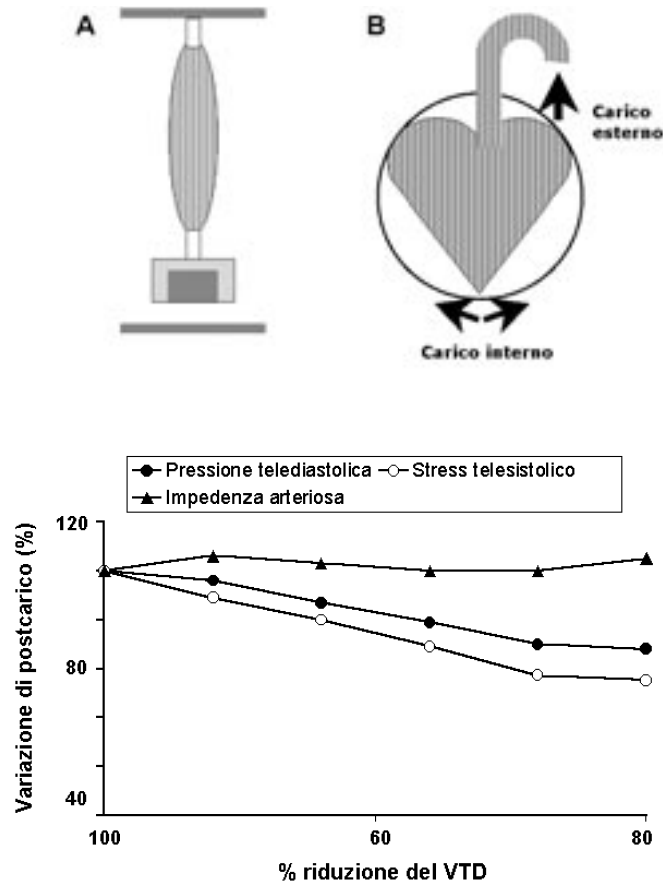 A
B
Carico
esterno
Carico interno
Pressione telediastolica Stress telesistolico
Impedenza arteriosa
Variazione di postcarico (%)
120
80
40
100 60 80
% riduzione del VTD